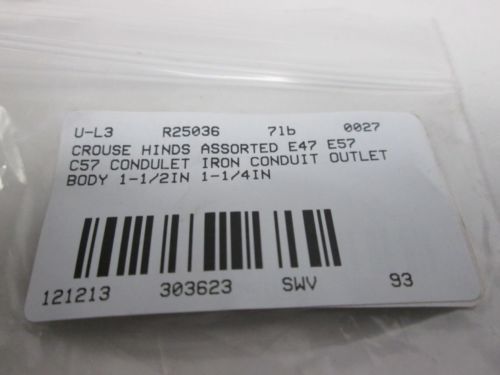 U-L3 R25036 7lb 0027
CROUSE HINDS ASSORTED E47 E57
C57 CONDULET IRON CONDUIT OUTLET
BODY 1-1/2IN 1-1/4IN
121213 303623 SWV 93